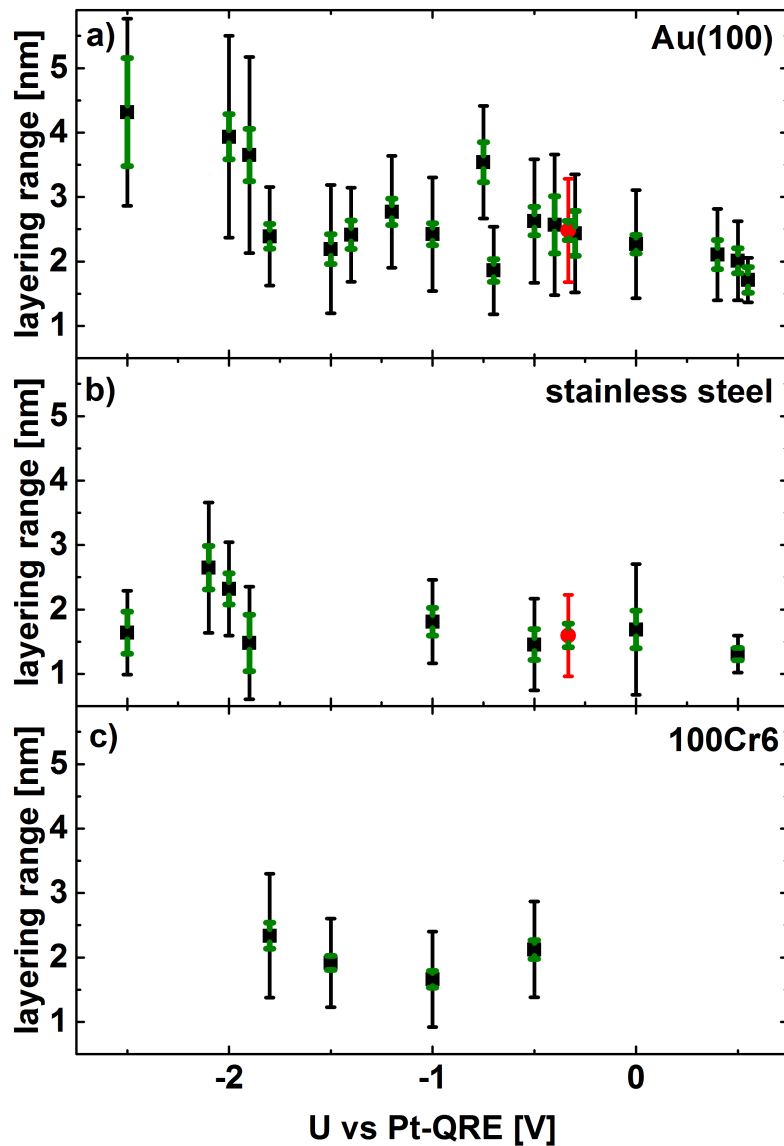 a)
Au(100)
layering range [nm]
5
4
3
2
1
b)
stainless steel
layering range [nm]
5
4
3
2
1
c)
100Cr6
layering range [nm]
5
4
3
2
1
-2 -1 0
U vs Pt-QRE [V]